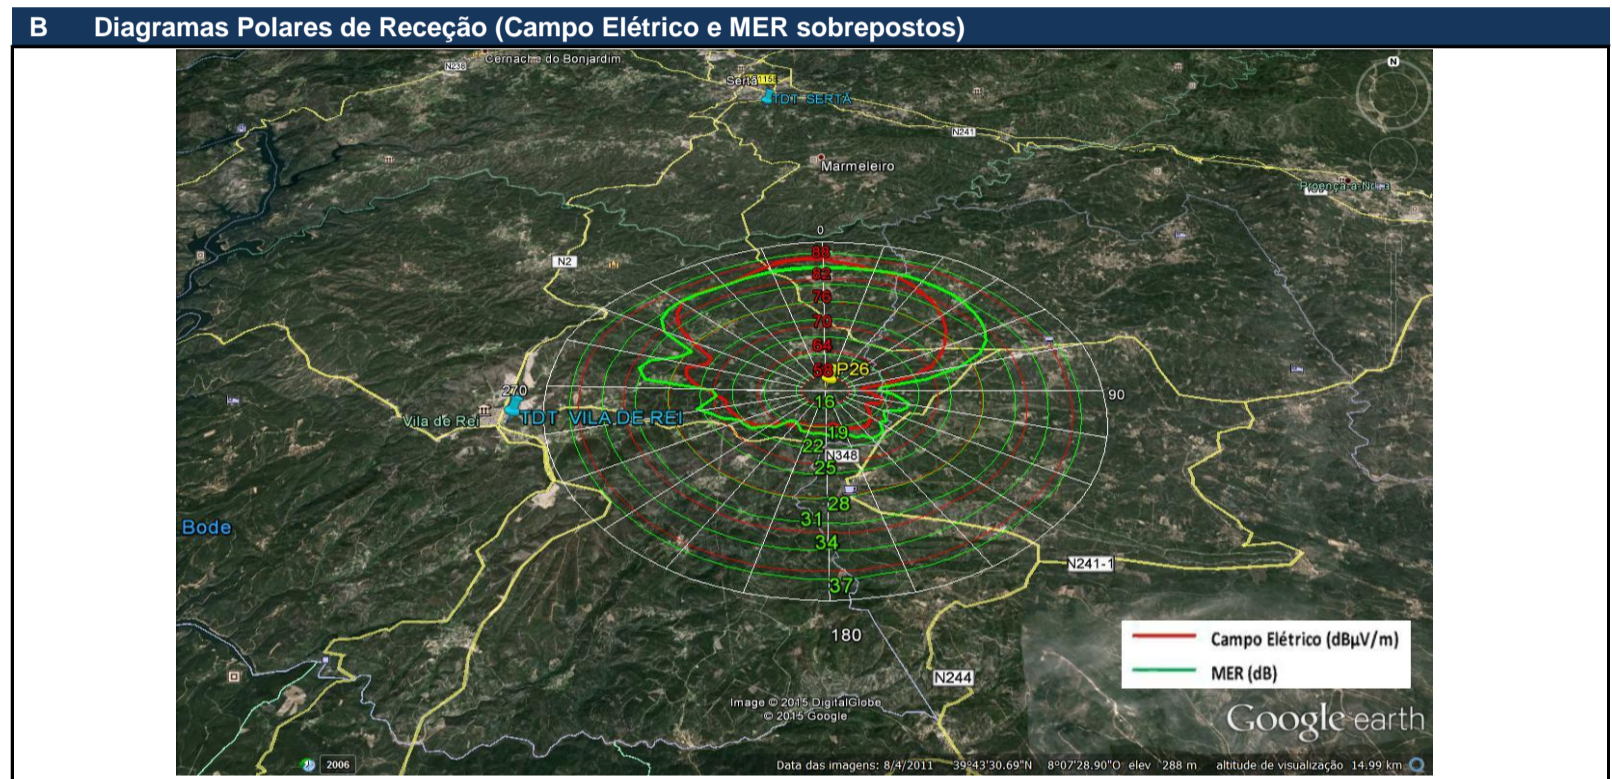 B Diagramas Polares de Receção (Campo Elétrico e MER sobrepostos)
Cernache do Bonjardim
N238
N
Sertã
TDT SERTÃ
N241
Marmeleiro
Proença-a-Nova
0
N2
88
82
76
70
64
58
P26
270
90
16
Vila de Rei
TDT VILA DE REI
19
22
N348
25
28
Bode
31
34
N241-1
37
180
Campo Elétrico (dBµV/m)
MER (dB)
N244
Image © 2015 DigitalGlobe
© 2015 Google
Google earth
2006
Data das imagens: 8/4/2011 39º43'30.69"N 8º07'28.90"O elev 288 m altitude de visualização 14.99 km